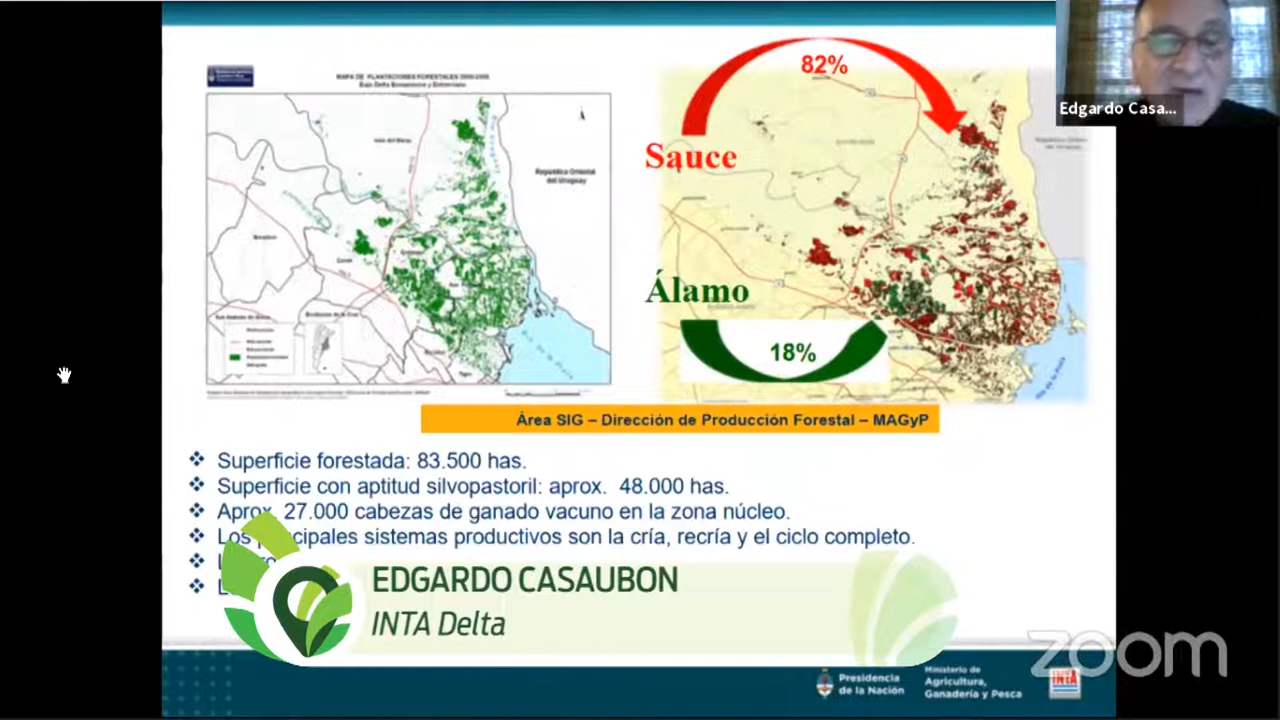 MAPA DE PLANTACIONES FORESTALES
Bajo Delta Bonaerense y Entrerriano
República Oriental
del Uruguay
82%
Sauce
Álamo
18%
Edgardo Casa...
Área SIG – Dirección de Producción Forestal – MAGyP
Superficie forestada: 83.500 has.
Superficie con aptitud silvopastoril: aprox. 48.000 has.
Aprox. 27.000 cabezas de ganado vacuno en la zona núcleo.
Los principales sistemas productivos son la cría, recría y el ciclo completo.
EDGARDO CASAUBON
INTA Delta
zoom
Presidencia
de la Nación
Ministerio de
Agricultura,
Ganadería y Pesca
INTA